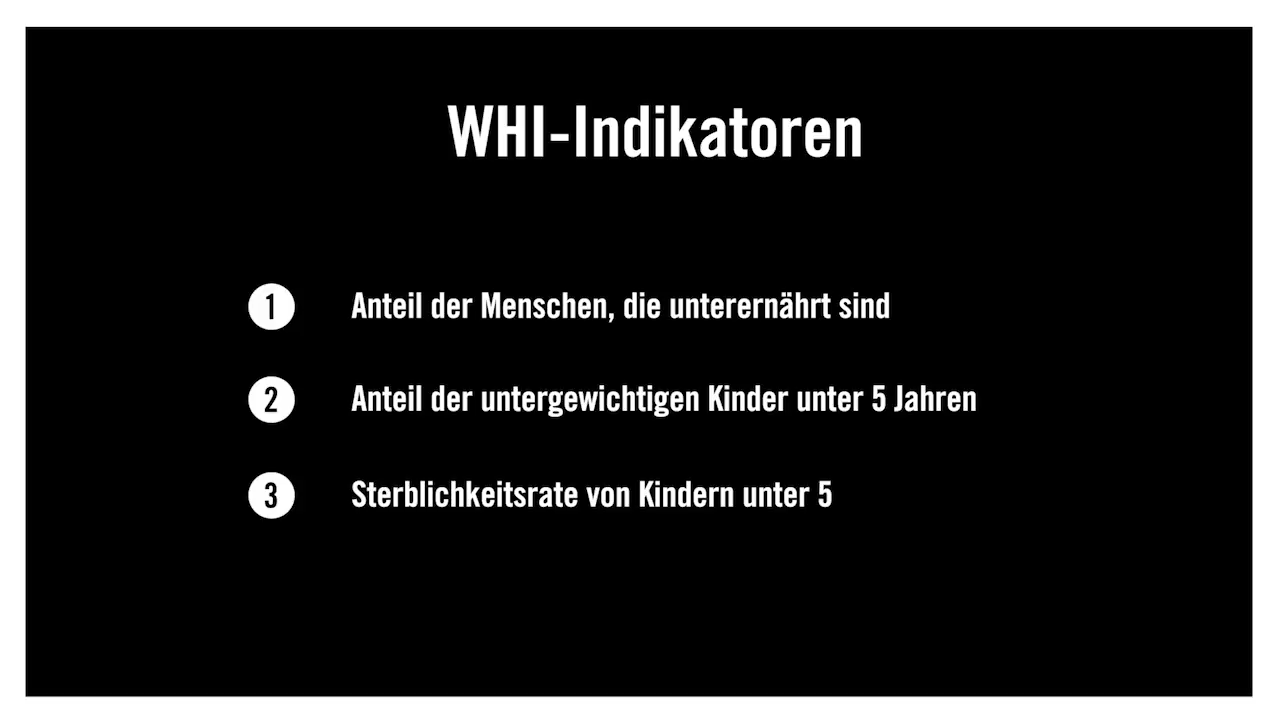 WHI-Indikatoren
1 Anteil der Menschen, die unterernährt sind
2 Anteil der untergewichtigen Kinder unter 5 Jahren
3 Sterblichkeitsrate von Kindern unter 5